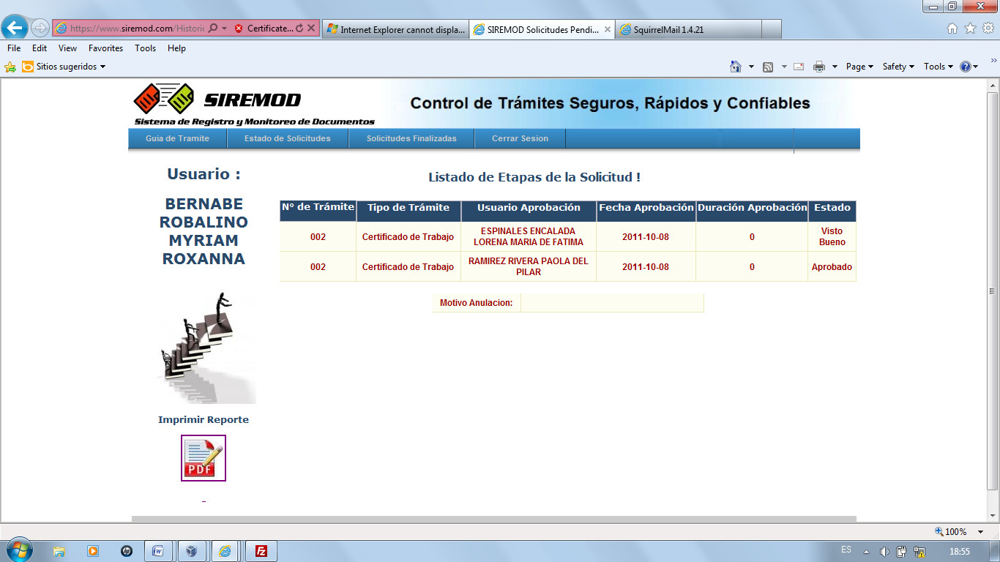 https://www.siremod.com/Histori
Certificate...
Internet Explorer cannot displa...
SIREMOD Solicitudes Pendi...
SquirrelMail 1.4.21
File Edit View Favorites Tools Help
Sitios sugeridos
Page Safety Tools
SIREMOD
Sistema de Registro y Monitoreo de Documentos
Control de Trámites Seguros, Rápidos y Confiables
Guia de Tramite Estado de Solicitudes Solicitudes Finalizadas Cerrar Sesion
Usuario :
BERNABE
ROBALINO
MYRIAM
ROXANNA
Listado de Etapas de la Solicitud !
N° de Trámite Tipo de Trámite Usuario Aprobación Fecha Aprobación Duración Aprobación Estado
002 Certificado de Trabajo ESPINALES ENCALADA LORENA MARIA DE FATIMA 2011-10-08 0 Visto Bueno
002 Certificado de Trabajo RAMIREZ RIVERA PAOLA DEL PILAR 2011-10-08 0 Aprobado
Motivo Anulacion:
Imprimir Reporte
PDF
100%
ES
18:55